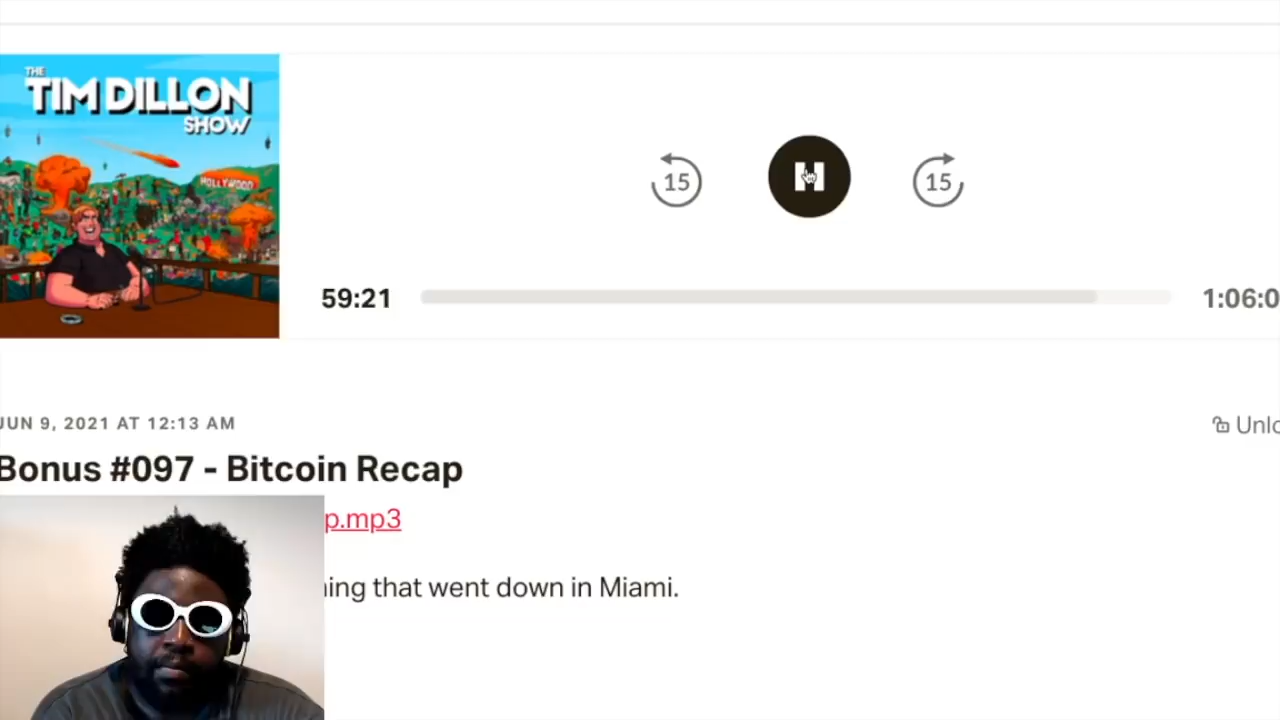 THE
TIM DILLON
SHOW
HOLLYWOOD
15
15
59:21
1:06:0
JUN 9, 2021 AT 12:13 AM
Unlo
Bonus #097 - Bitcoin Recap
p.mp3
ing that went down in Miami.